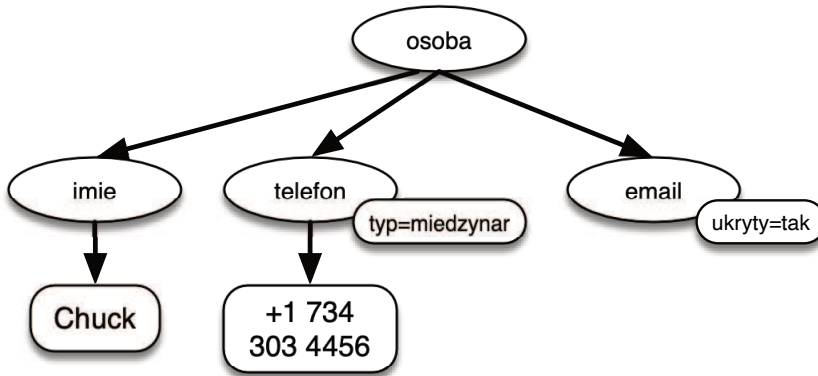 osoba
imie
telefon
email
typ=miedzynar
ukryty=tak
Chuck
+1 734
303 4456